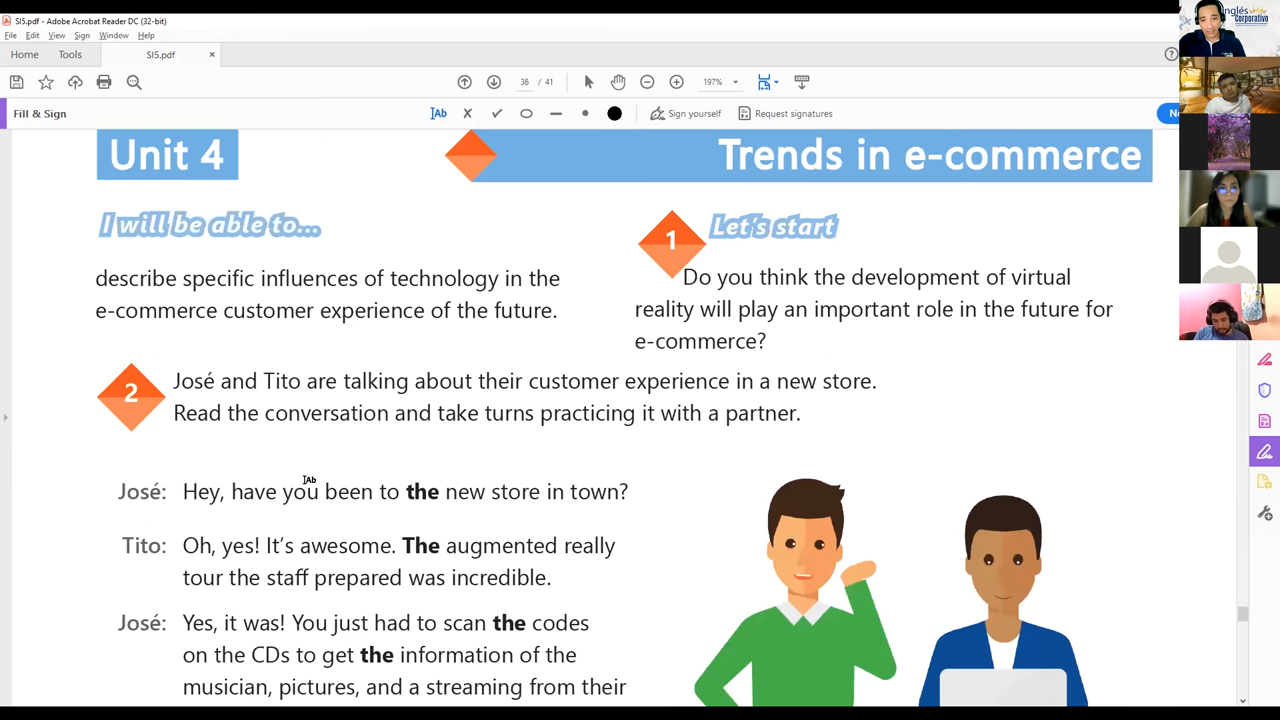 SI5.pdf - Adobe Acrobat Reader DC (32-bit)
File Edit View Sign Window Help
Home Tools SI5.pdf ×
36 / 41 197%
Fill & Sign
Ab Sign yourself Request signatures
Inglés
Corporativo
Unit 4
Trends in e-commerce
I will be able to...
describe specific influences of technology in the
e-commerce customer experience of the future.
1 Let's start
Do you think the development of virtual
reality will play an important role in the future for
e-commerce?
2 José and Tito are talking about their customer experience in a new store.
Read the conversation and take turns practicing it with a partner.
José: Hey, have you been to the new store in town?
Tito: Oh, yes! It's awesome. The augmented really
tour the staff prepared was incredible.
José: Yes, it was! You just had to scan the codes
on the CDs to get the information of the
musician, pictures, and a streaming from their